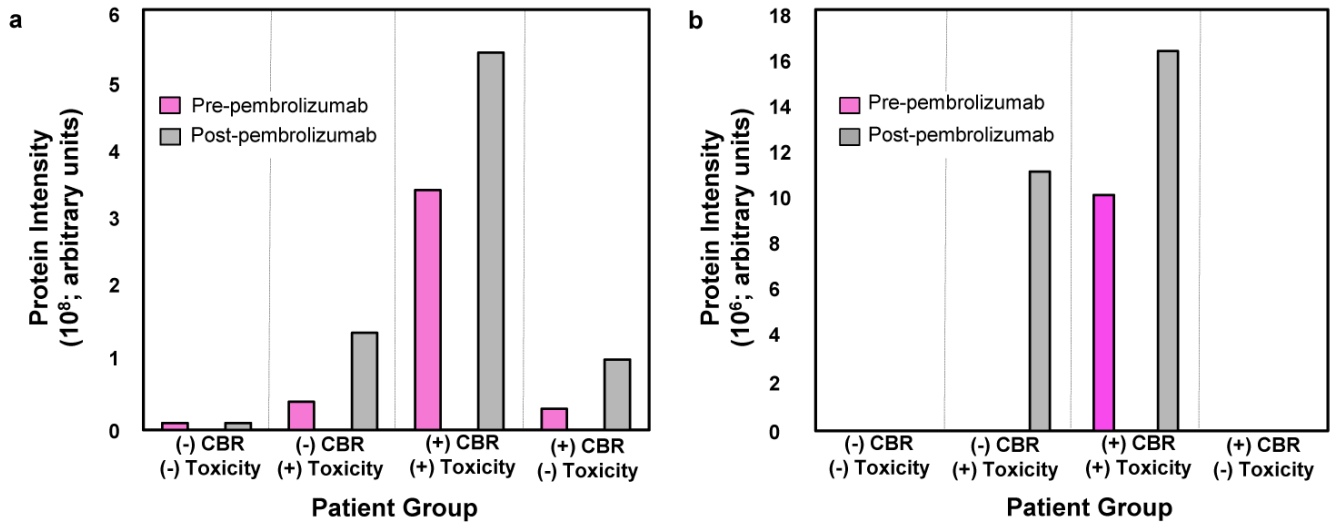 a
Protein Intensity
(10⁸; arbitrary units)
6
5
4
3
2
1
0
Pre-pembrolizumab
Post-pembrolizumab
(-) CBR
(-) Toxicity
(-) CBR
(+) Toxicity
(+) CBR
(+) Toxicity
(+) CBR
(-) Toxicity
Patient Group
b
Protein Intensity
(10⁶; arbitrary units)
18
16
14
12
10
8
6
4
2
0
Pre-pembrolizumab
Post-pembrolizumab
(-) CBR
(-) Toxicity
(-) CBR
(+) Toxicity
(+) CBR
(+) Toxicity
(+) CBR
(-) Toxicity
Patient Group